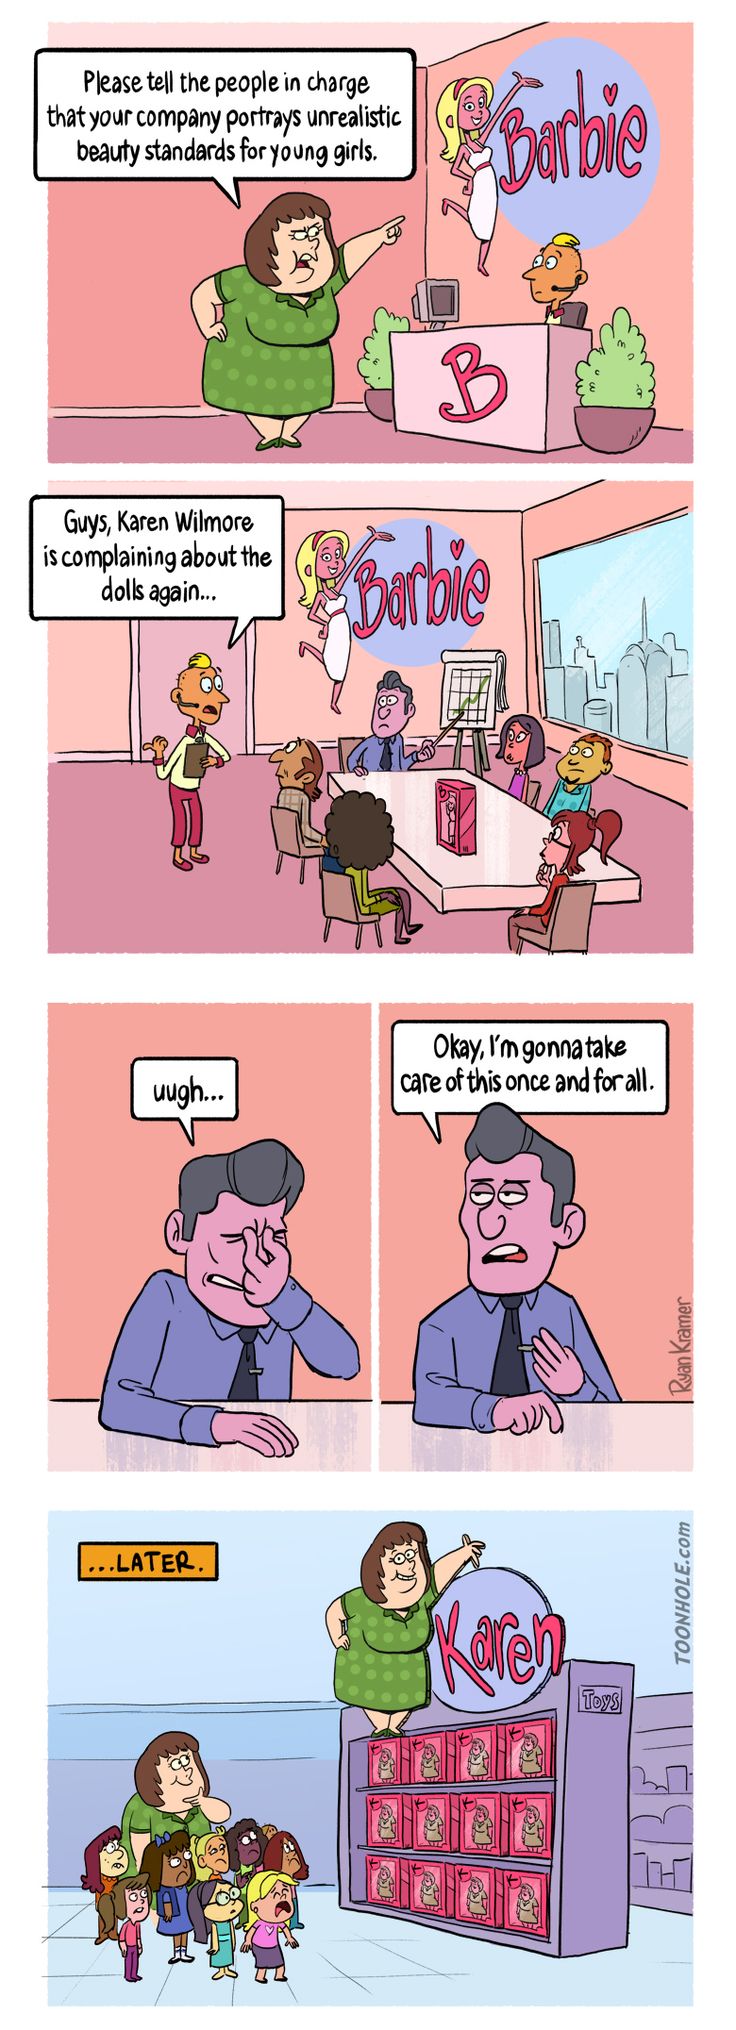 Please tell the people in charge
that your company portrays unrealistic
beauty standards for young girls.
Barbie
B
Guys, Karen Wilmore
is complaining about the
dolls again...
Barbie
B
uugh...
Okay, I'm gonna take
care of this once and for all.
Ryan Kramer
...LATER.
TOONHOLE.com
Karen
Toys
K K K K
K K K K
K K K K